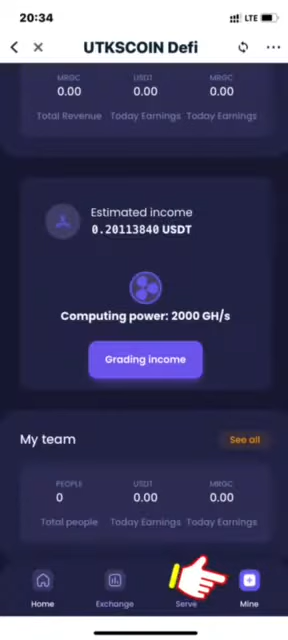 20:34
LTE
UTKSCOIN Defi
MRGC USDT MRGC
0.00 0.00 0.00
Total Revenue Today Earnings Today Earnings
Estimated income
0.20113840 USDT
Computing power: 2000 GH/s
Grading income
My team
See all
PEOPLE USDT MRGC
0 0.00 0.00
Total people Today Earnings Today Earnings
Home Exchange Serve Mine